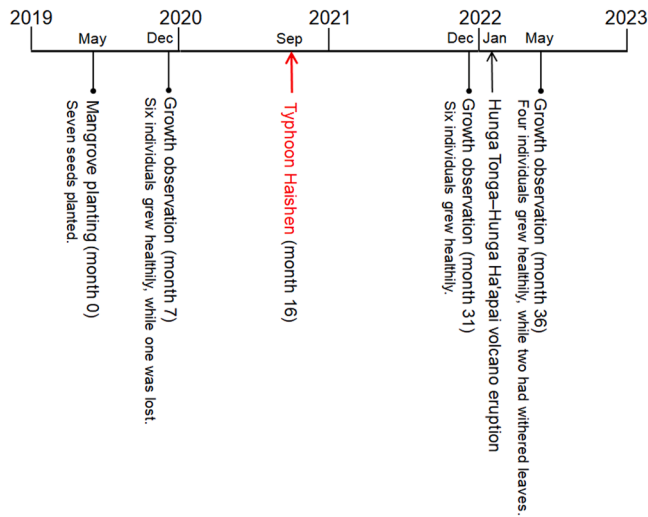 2019 2020 2021 2022 2023
May Dec Sep Dec Jan May
Mangrove planting (month 0)
Seven seeds planted.
Growth observation (month 7)
Six individuals grew healthily, while one was lost.
Typhoon Haishen (month 16)
Growth observation (month 31)
Six individuals grew healthily.
Hunga Tonga–Hunga Ha'apai volcano eruption
Growth observation (month 36)
Four individuals grew healthily, while two had withered leaves.